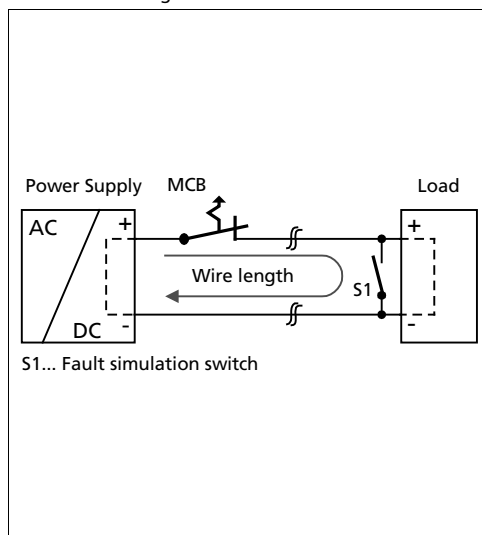 Power Supply MCB Load
AC + +
Wire length
S1
DC - -
S1... Fault simulation switch